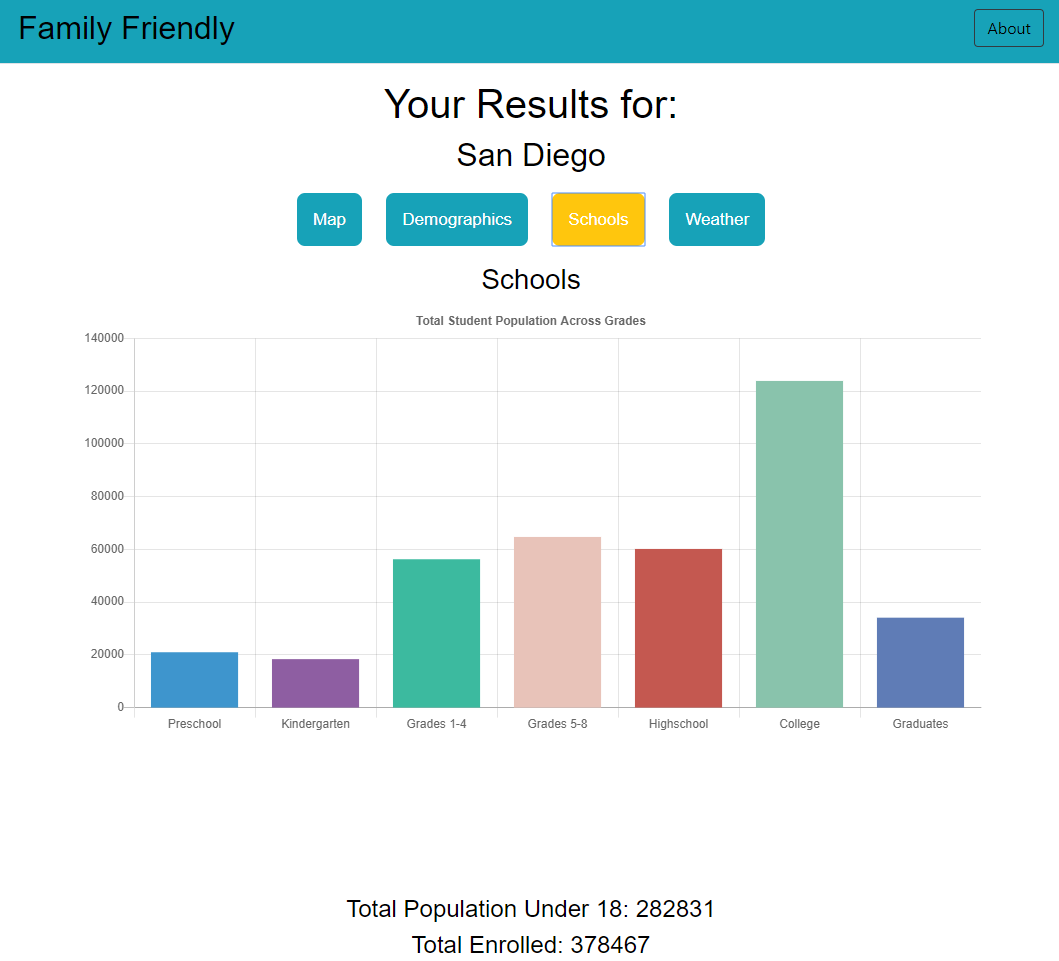 Family Friendly
About
Your Results for:
San Diego
Map Demographics Schools Weather
Schools
Total Student Population Across Grades
140000
120000
100000
80000
60000
40000
20000
0
Preschool Kindergarten Grades 1-4 Grades 5-8 Highschool College Graduates
Total Population Under 18: 282831
Total Enrolled: 378467